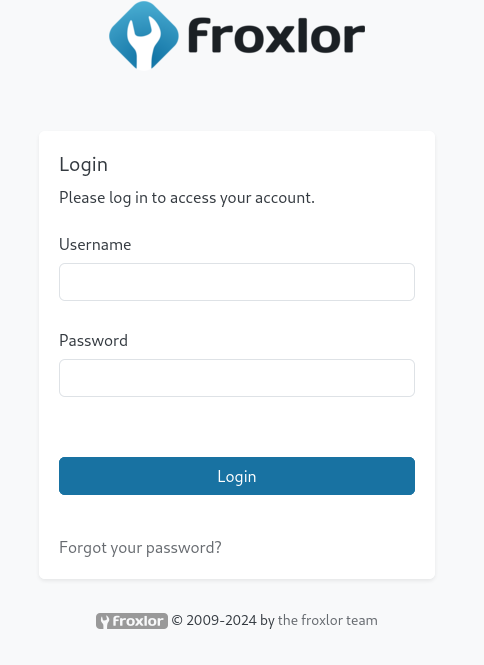 froxlor
Login
Please log in to access your account.
Username
Password
Login
Forgot your password?
froxlor © 2009-2024 by the froxlor team